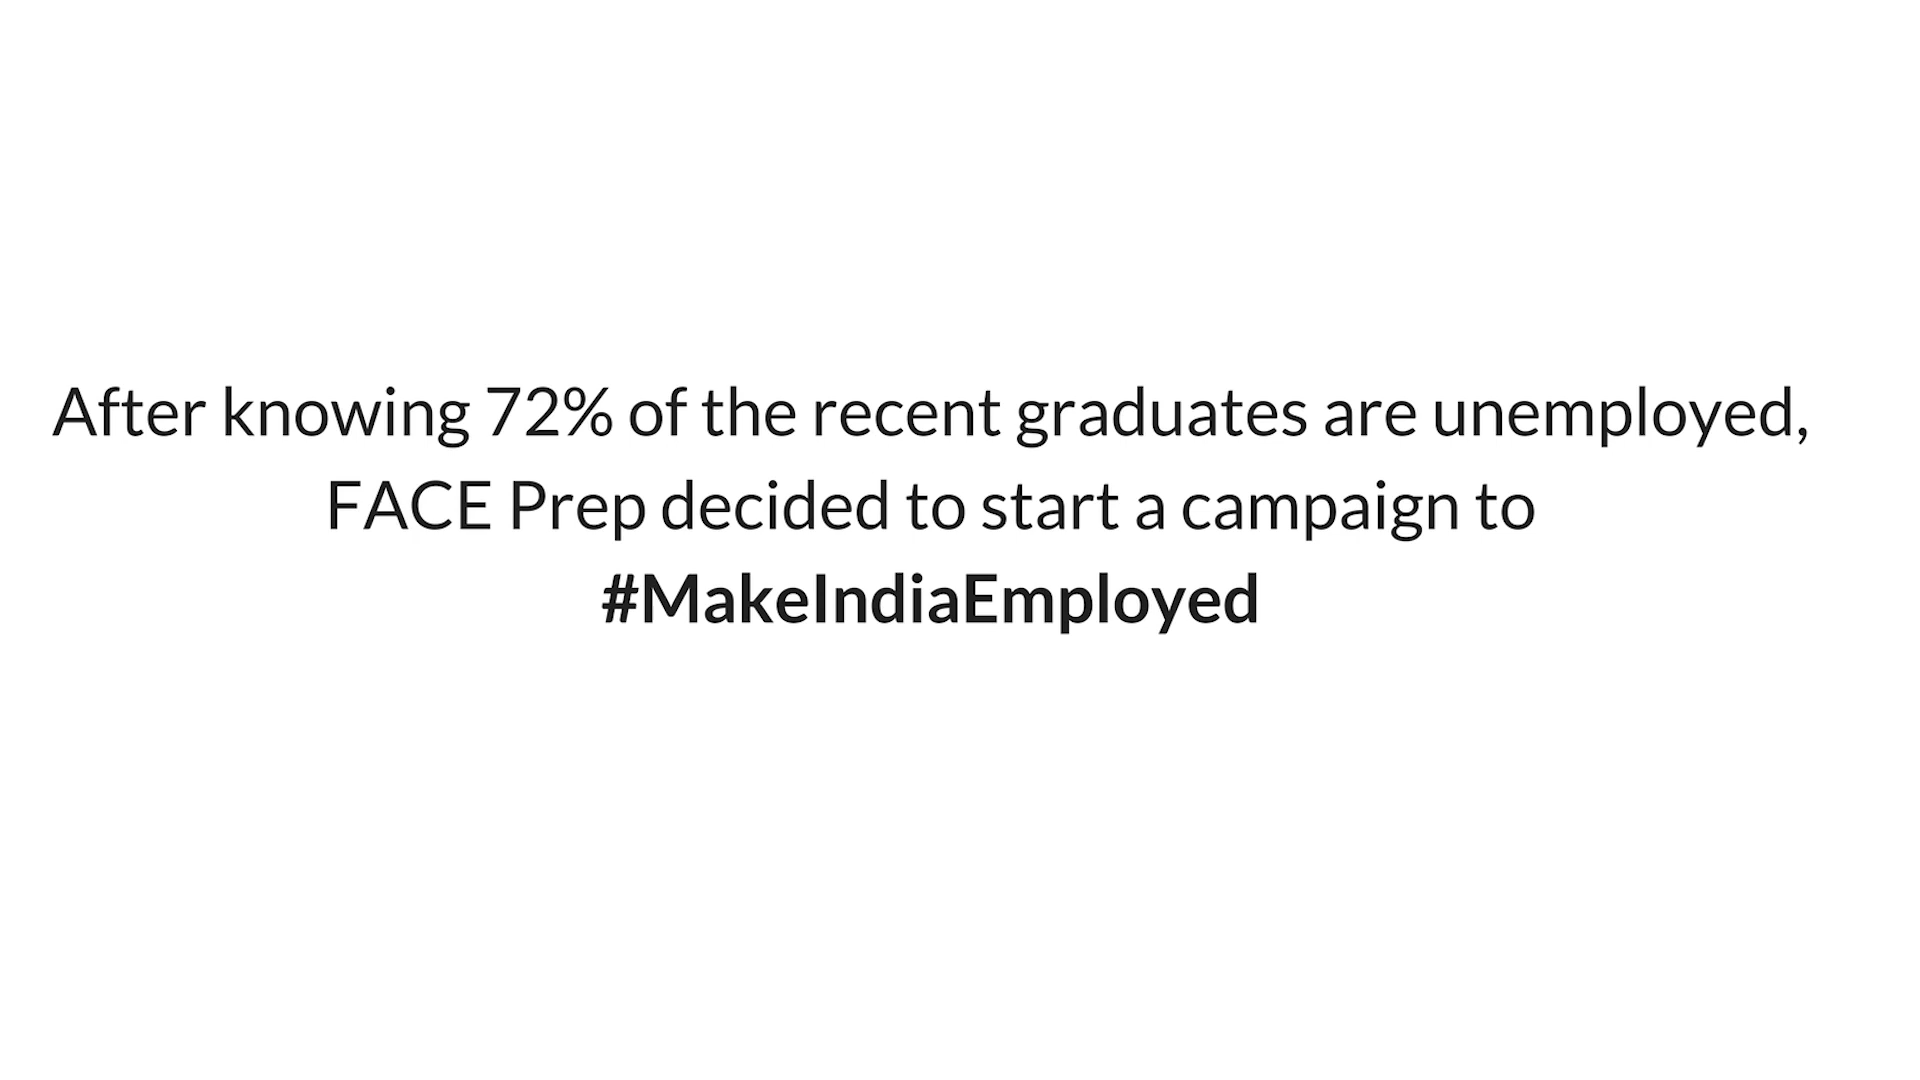 After knowing 72% of the recent graduates are unemployed,
FACE Prep decided to start a campaign to
#MakeIndiaEmployed